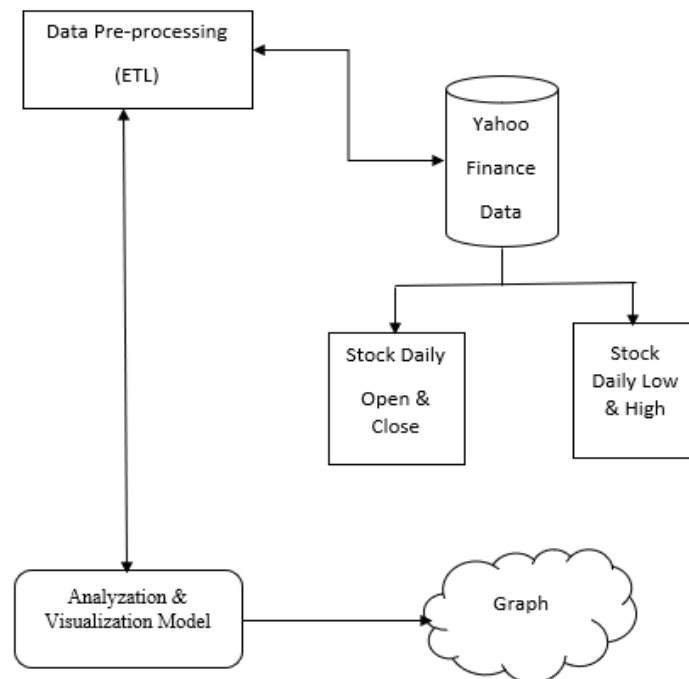 Data Pre-processing
(ETL)
Yahoo
Finance
Data
Stock Daily
Open &
Close
Stock
Daily Low
& High
Analyzation &
Visualization Model
Graph